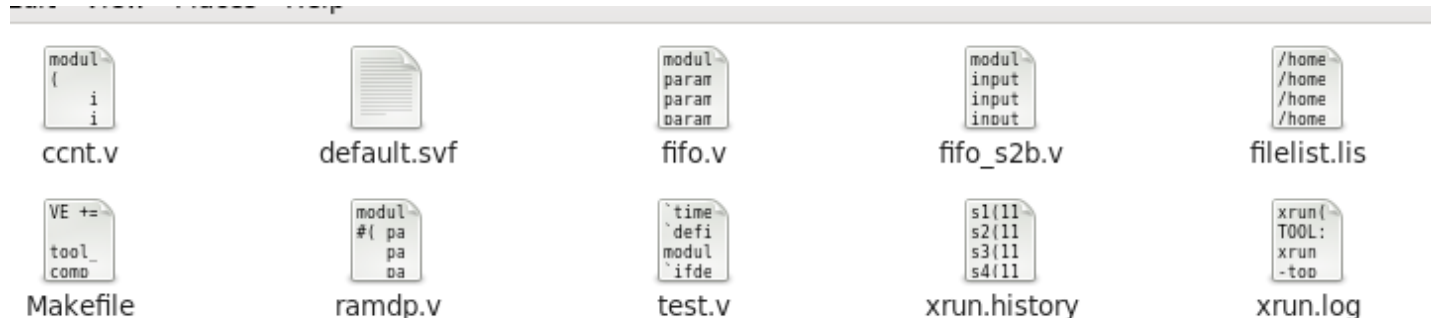 modul param modul /home
( param input /home
i param input /home
i input /home
ccnt.v default.svf fifo.v fifo_s2b.v filelist.lis
VE += modul `time s1(11 xrun(
#( pa `defi s2(11 TOOL:
tool_ pa modul s3(11 xrun
comp pa `ifde s4(11 -top
Makefile ramdp.v test.v xrun.history xrun.log